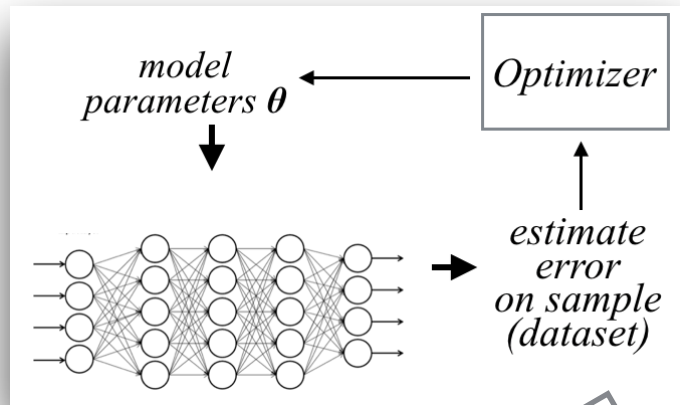 model
parameters θ
Optimizer
estimate
error
on sample
(dataset)